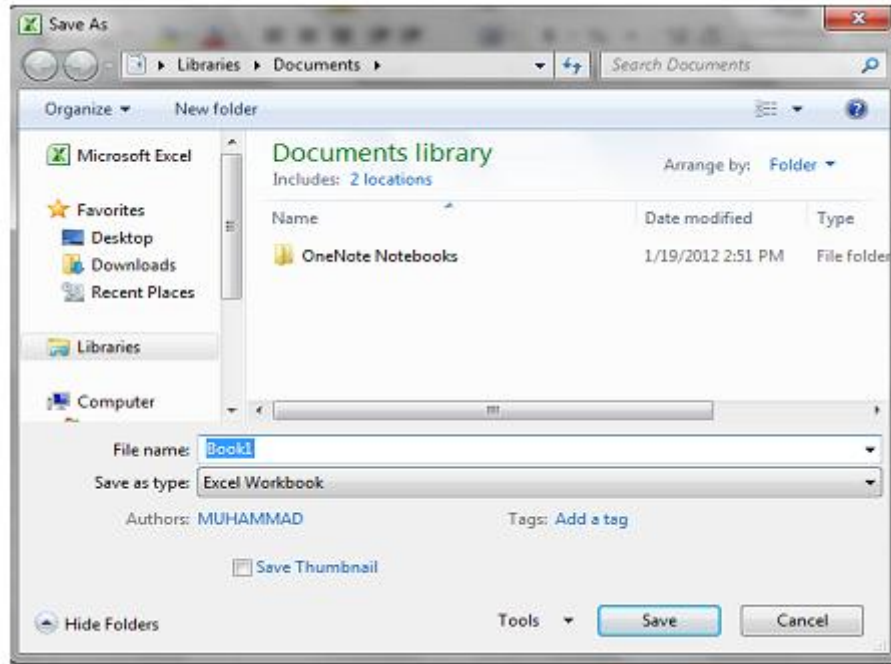 Save As
Libraries Documents Search Documents
Organize New folder
Microsoft Excel
Favorites
Desktop
Downloads
Recent Places
Libraries
Computer
Documents library
Includes: 2 locations
Arrange by: Folder
Name Date modified Type
OneNote Notebooks 1/19/2012 2:51 PM File folder
File name: Book1
Save as type: Excel Workbook
Authors: MUHAMMAD Tags: Add a tag
Save Thumbnail
Hide Folders Tools Save Cancel